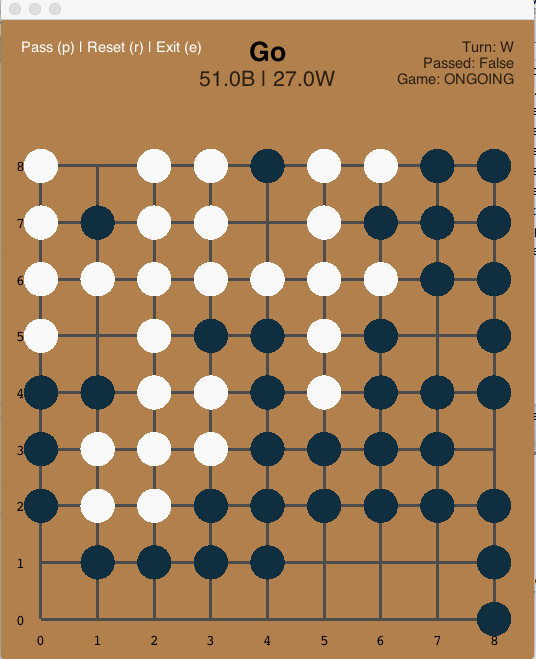 Pass (p) | Reset (r) | Exit (e)
Go
51.0B | 27.0W
Turn: W
Passed: False
Game: ONGOING
8
7
6
5
4
3
2
1
0
0 1 2 3 4 5 6 7 8